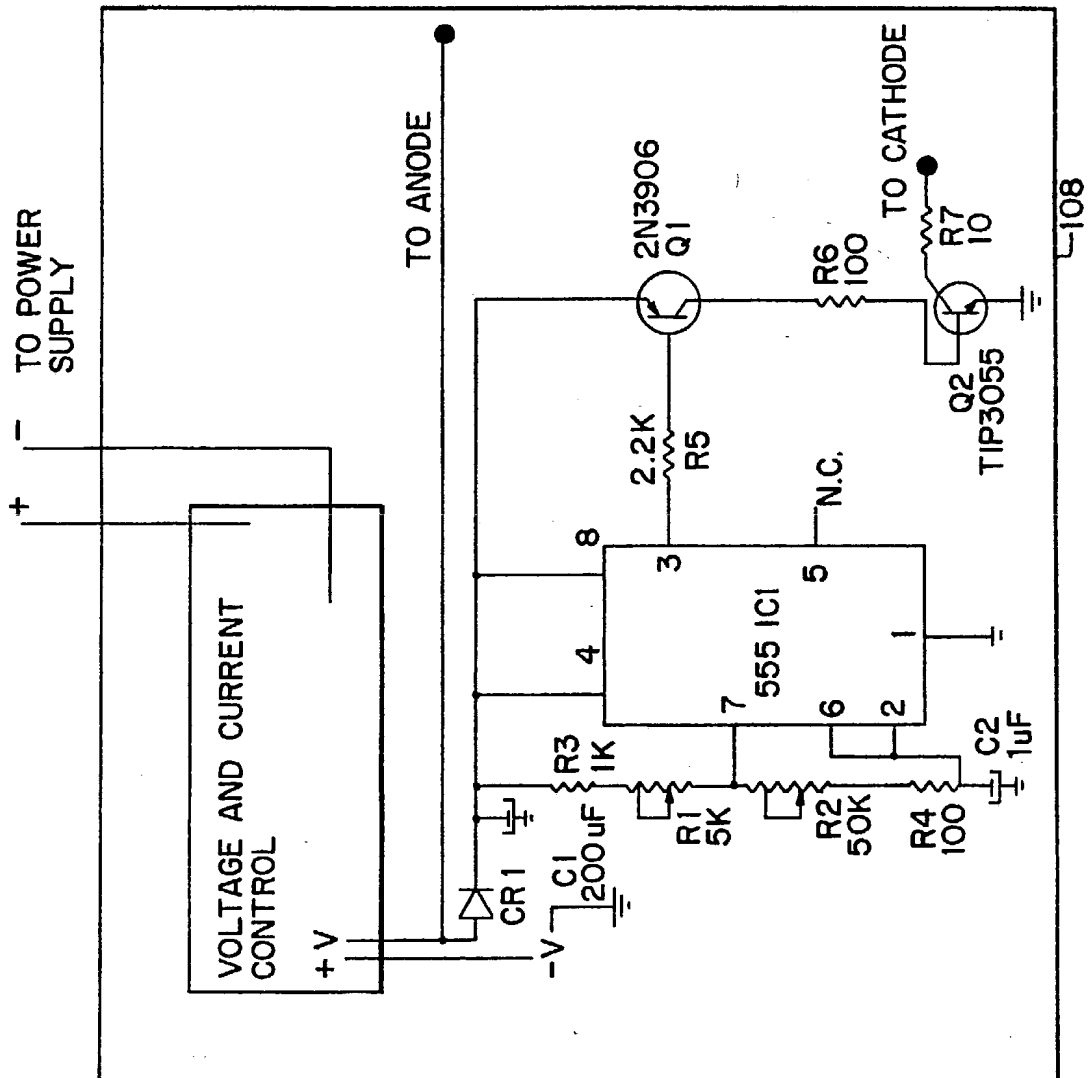 +
-
TO POWER
SUPPLY
VOLTAGE AND CURRENT
CONTROL
+V
-V
TO ANODE
CR1
C1
200uF
R3
1K
R1
5K
R2
50K
R4
100
C2
1uF
4
8
7
6
2
3
5
1
555 IC1
N.C.
2.2K
R5
2N3906
Q1
R6
100
TO CATHODE
R7
10
Q2
TIP3055
108